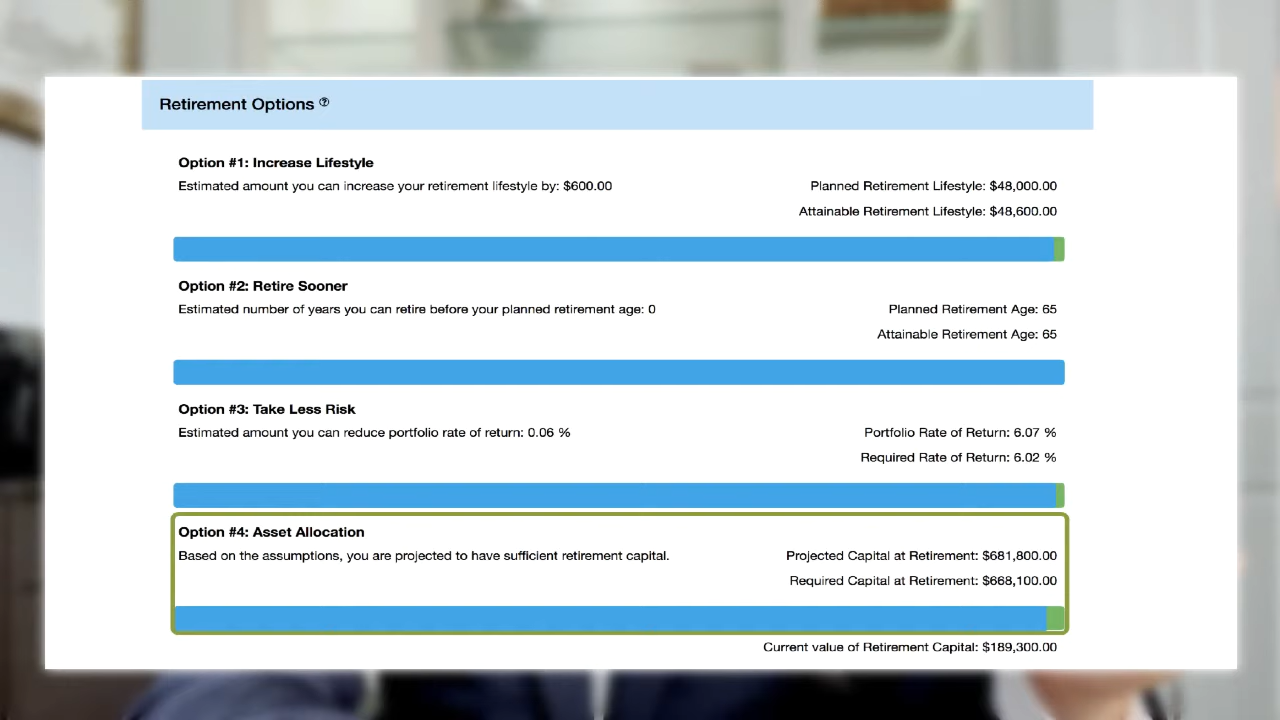 Retirement Options ?
Option #1: Increase Lifestyle
Estimated amount you can increase your retirement lifestyle by: $600.00
Planned Retirement Lifestyle: $48,000.00
Attainable Retirement Lifestyle: $48,600.00
Option #2: Retire Sooner
Estimated number of years you can retire before your planned retirement age: 0
Planned Retirement Age: 65
Attainable Retirement Age: 65
Option #3: Take Less Risk
Estimated amount you can reduce portfolio rate of return: 0.06 %
Portfolio Rate of Return: 6.07 %
Required Rate of Return: 6.02 %
Option #4: Asset Allocation
Based on the assumptions, you are projected to have sufficient retirement capital.
Projected Capital at Retirement: $681,800.00
Required Capital at Retirement: $668,100.00
Current value of Retirement Capital: $189,300.00